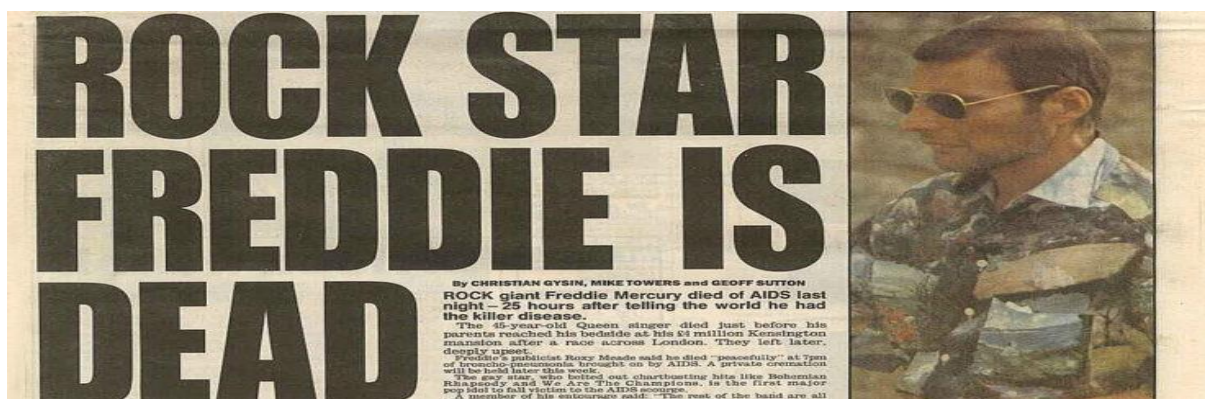 ROCK STAR
FREDDIE IS
DEAD
By CHRISTIAN GYSIN, MIKE TOWERS and GEOFF SUTTON
ROCK giant Freddie Mercury died of AIDS last
night – 25 hours after telling the world he had
the killer disease.
The 45-year-old Queen singer died just before his
parents reached his bedside at his £4 million Kensington
mansion after a race across London. They left later,
deeply upset.
Freddie's publicist Roxy Meade said he died "peacefully" at 7pm
of broncho-pneumonia brought on by AIDS. A private cremation
will be held later this week.
The gay star, who belted out chartbusting hits like Bohemian
Rhapsody and We Are The Champions, is the first major
pop idol to fall victim to the AIDS scourge.
A member of his entourage said: "The rest of the band are all